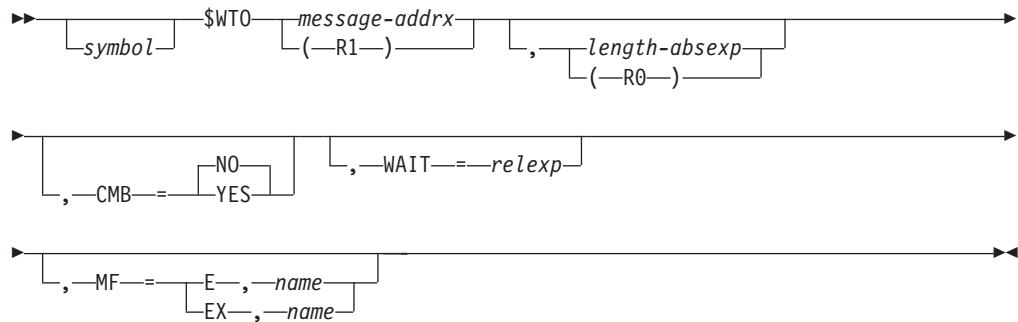 symbol $WTO message-addrx , length-absexp
( R1 ) ( R0 )
, CMB = NO , WAIT = relexp
YES
, MF = E , name
EX , name